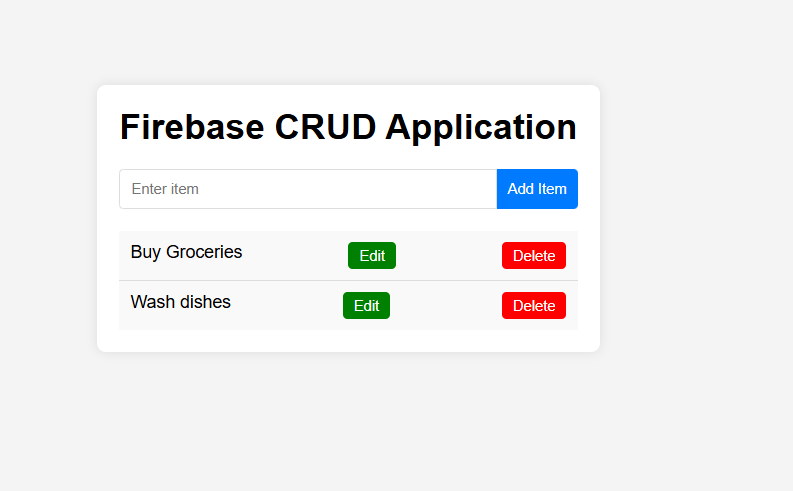 Firebase CRUD Application
Enter item Add Item
Buy Groceries Edit Delete
Wash dishes Edit Delete